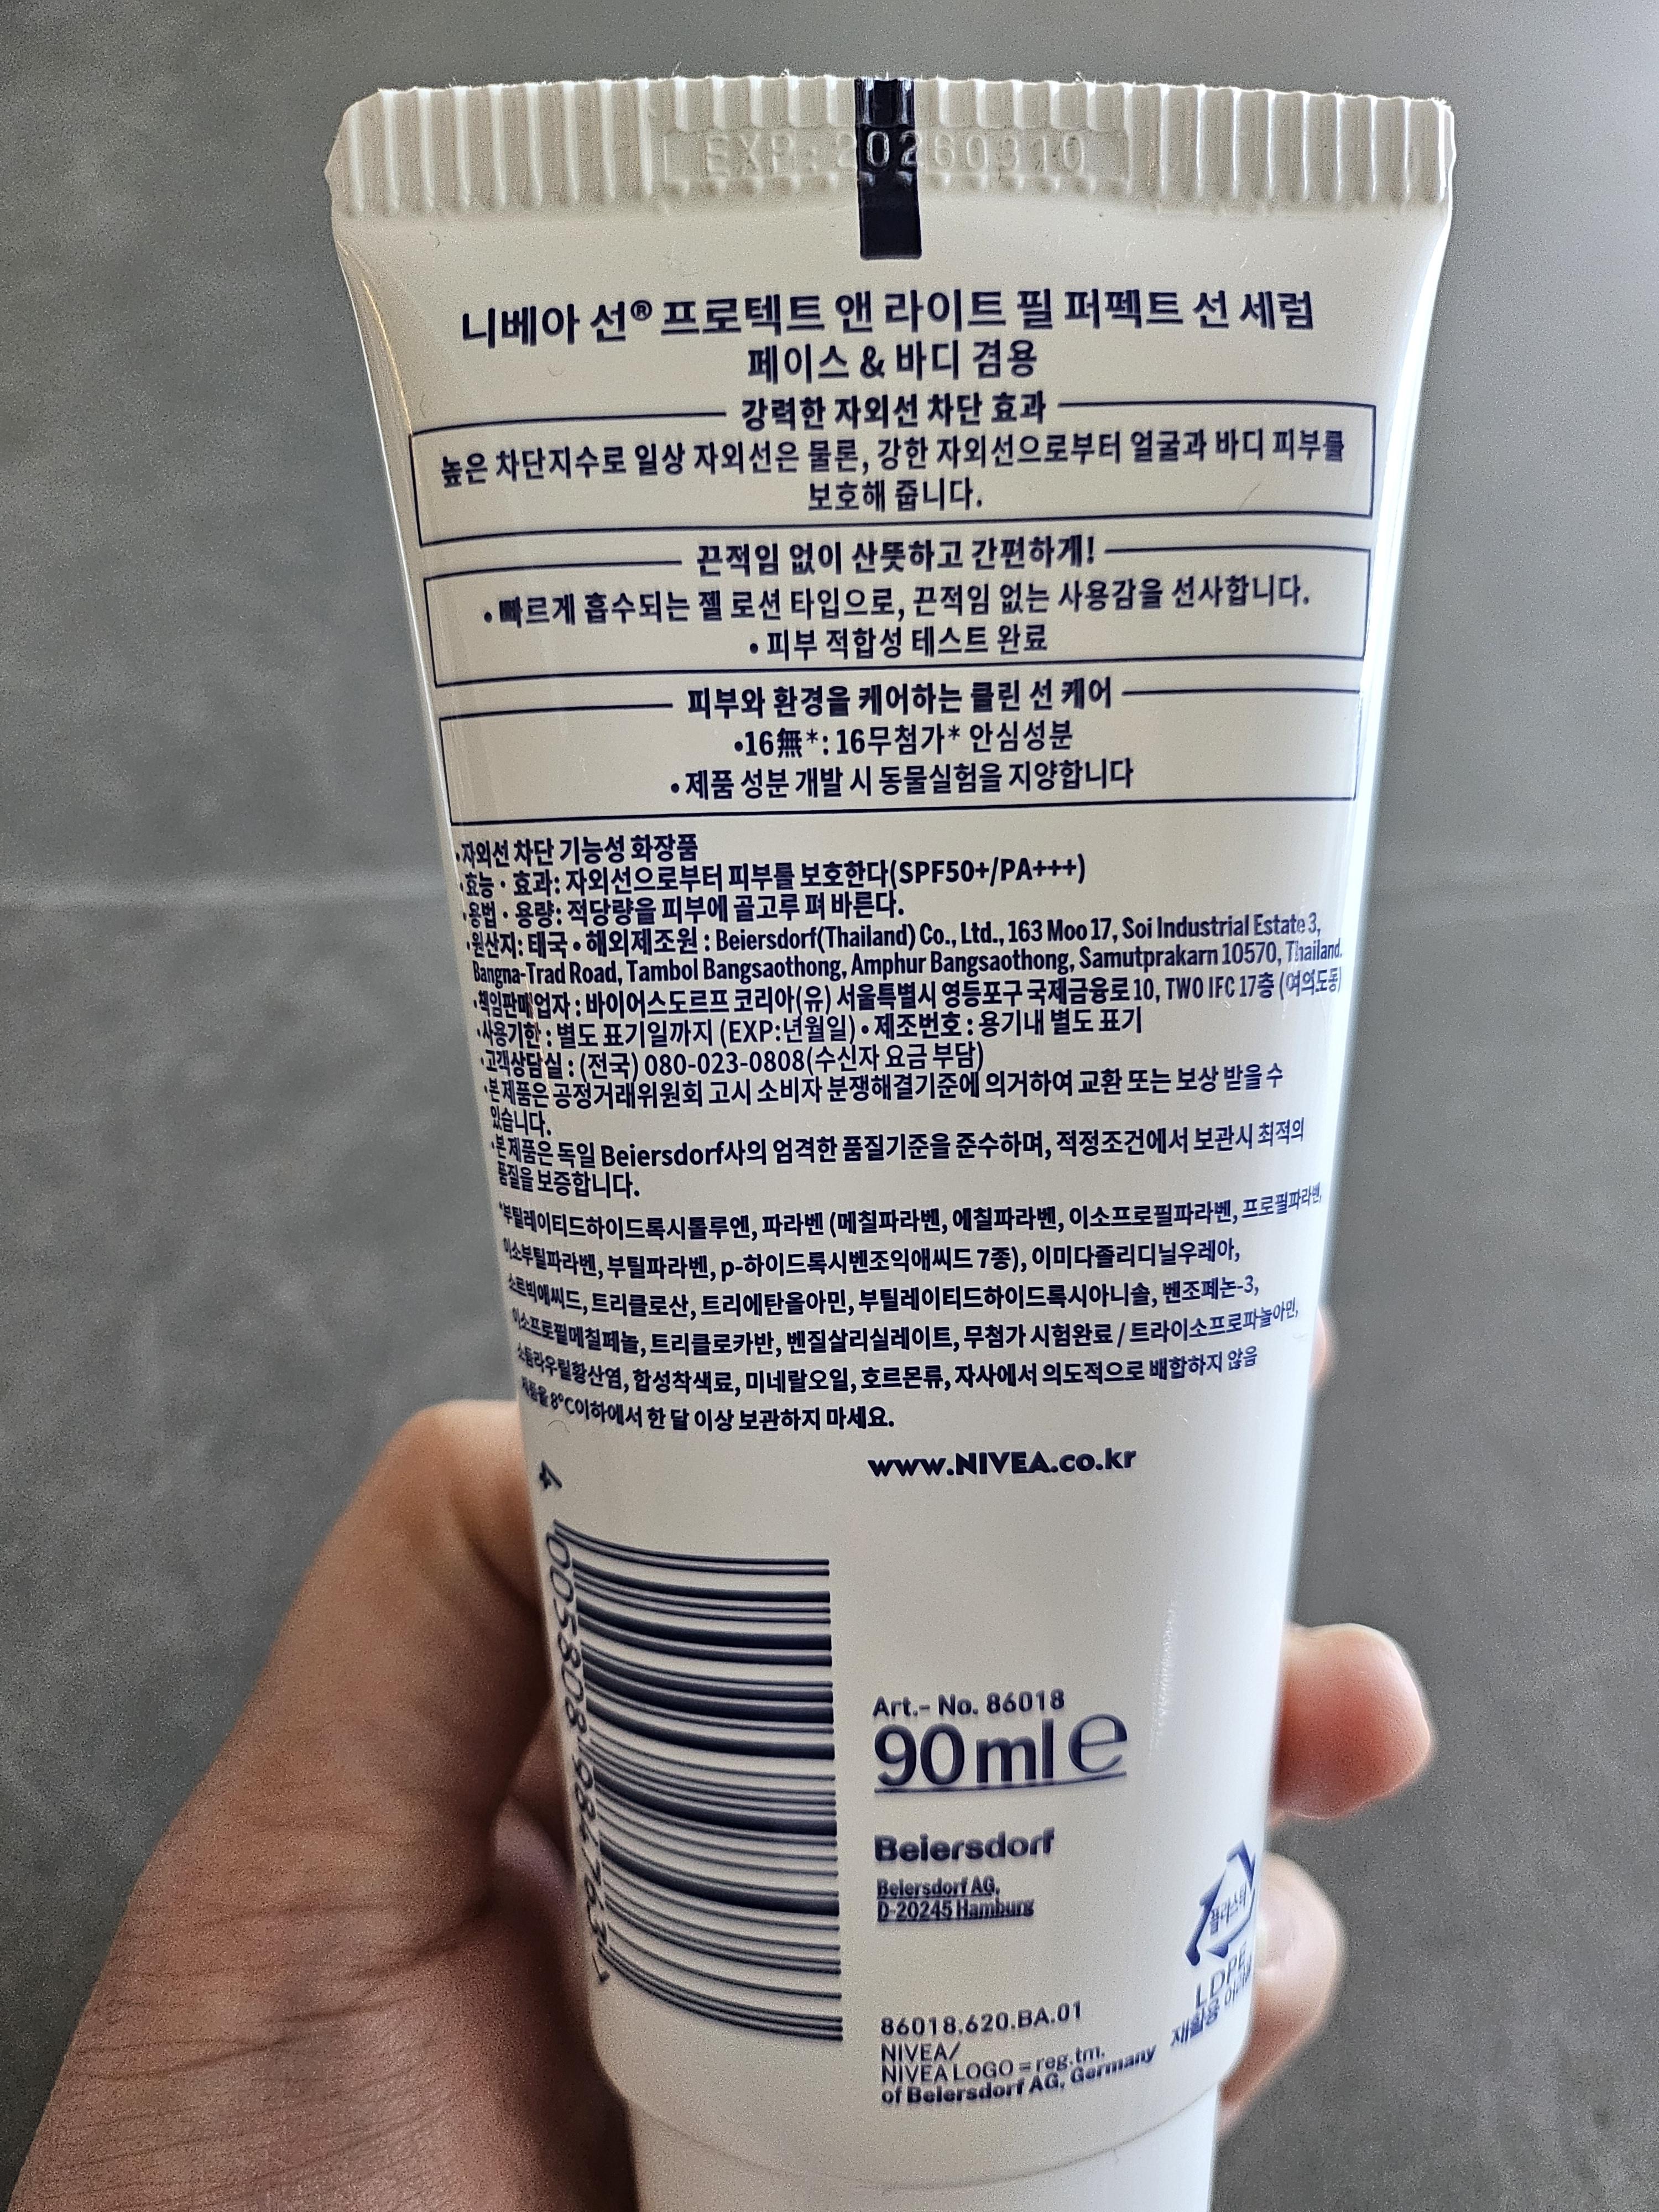 EXP: 20260310
니베아 선® 프로텍트 앤 라이트 필 퍼펙트 선 세럼
페이스 & 바디 겸용
강력한 자외선 차단 효과
높은 차단지수로 일상 자외선은 물론, 강한 자외선으로부터 얼굴과 바디 피부를
보호해 줍니다.
끈적임 없이 산뜻하고 간편하게!
• 빠르게 흡수되는 젤 로션 타입으로, 끈적임 없는 사용감을 선사합니다.
• 피부 적합성 테스트 완료
피부와 환경을 케어하는 클린 선 케어
•16無*: 16무첨가* 안심성분
• 제품 성분 개발 시 동물실험을 지양합니다
•자외선 차단 기능성 화장품
•효능 · 효과: 자외선으로부터 피부를 보호한다(SPF50+/PA+++)
•용법 · 용량: 적당량을 피부에 골고루 펴 바른다.
•원산지: 태국 • 해외제조원 : Beiersdorf(Thailand) Co., Ltd., 163 Moo 17, Soi Industrial Estate 3,
Bangna-Trad Road, Tambol Bangsaothong, Amphur Bangsaothong, Samutprakarn 10570, Thailand.
•책임판매업자 : 바이어스도르프 코리아(유) 서울특별시 영등포구 국제금융로 10, TWO IFC 17층 (여의도동)
•사용기한 : 별도 표기일까지 (EXP:년월일) • 제조번호 : 용기내 별도 표기
•고객상담실 : (전국) 080-023-0808(수신자 요금 부담)
•본 제품은 공정거래위원회 고시 소비자 분쟁해결기준에 의거하여 교환 또는 보상 받을 수
있습니다.
•본 제품은 독일 Beiersdorf사의 엄격한 품질기준을 준수하며, 적정조건에서 보관시 최적의
품질을 보증합니다.
*부틸레이티드하이드록시톨루엔, 파라벤 (메칠파라벤, 에칠파라벤, 이소프로필파라벤, 프로필파라벤,
이소부틸파라벤, 부틸파라벤, p-하이드록시벤조익애씨드 7종), 이미다졸리디닐우레아,
소르빅애씨드, 트리클로산, 트리에탄올아민, 부틸레이티드하이드록시아니솔, 벤조페논-3,
이소프로필메칠페놀, 트리클로카반, 벤질살리실레이트, 무첨가 시험완료 / 트라이소프로파놀아민,
소듐라우릴황산염, 합성착색료, 미네랄오일, 호르몬류, 자사에서 의도적으로 배합하지 않음
제품을 8°C이하에서 한 달 이상 보관하지 마세요.
www.NIVEA.co.kr
4
005808 984763
Art.- No. 86018
90 ml e
Beiersdorf
Beiersdorf AG,
D-20245 Hamburg
플라스틱
LDPE
재활용
86018.620.BA.01
NIVEA/
NIVEA LOGO = reg.tm.
of Beiersdorf AG, Germany